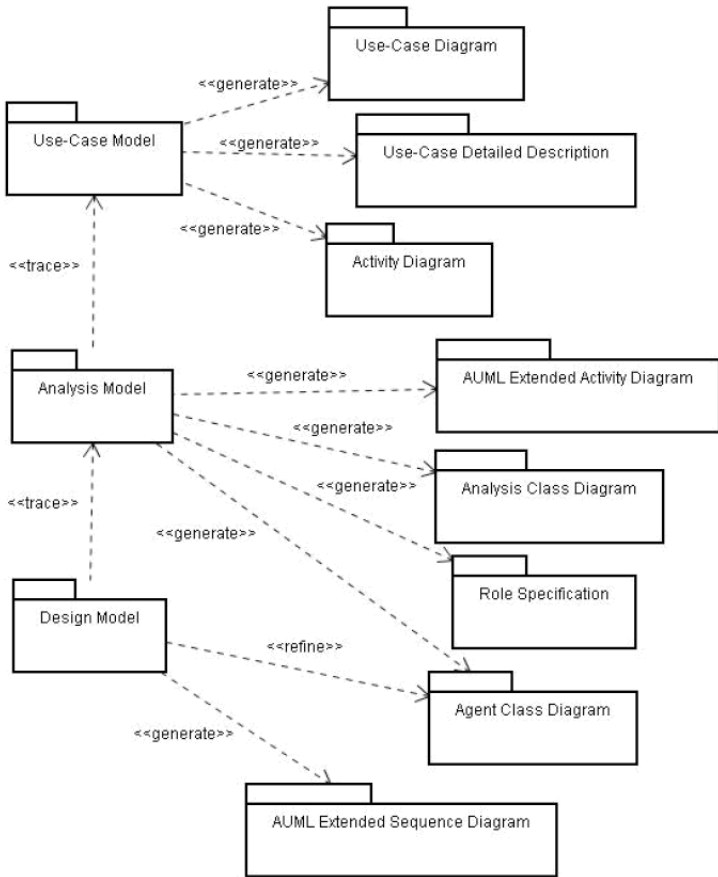 Use-Case Diagram
<<generate>>
Use-Case Model
<<generate>>
Use-Case Detailed Description
<<generate>>
Activity Diagram
<<trace>>
<<generate>>
AUML Extended Activity Diagram
Analysis Model
<<generate>>
Analysis Class Diagram
<<generate>>
<<trace>>
<<generate>>
Role Specification
Design Model
<<refine>>
Agent Class Diagram
<<generate>>
AUML Extended Sequence Diagram